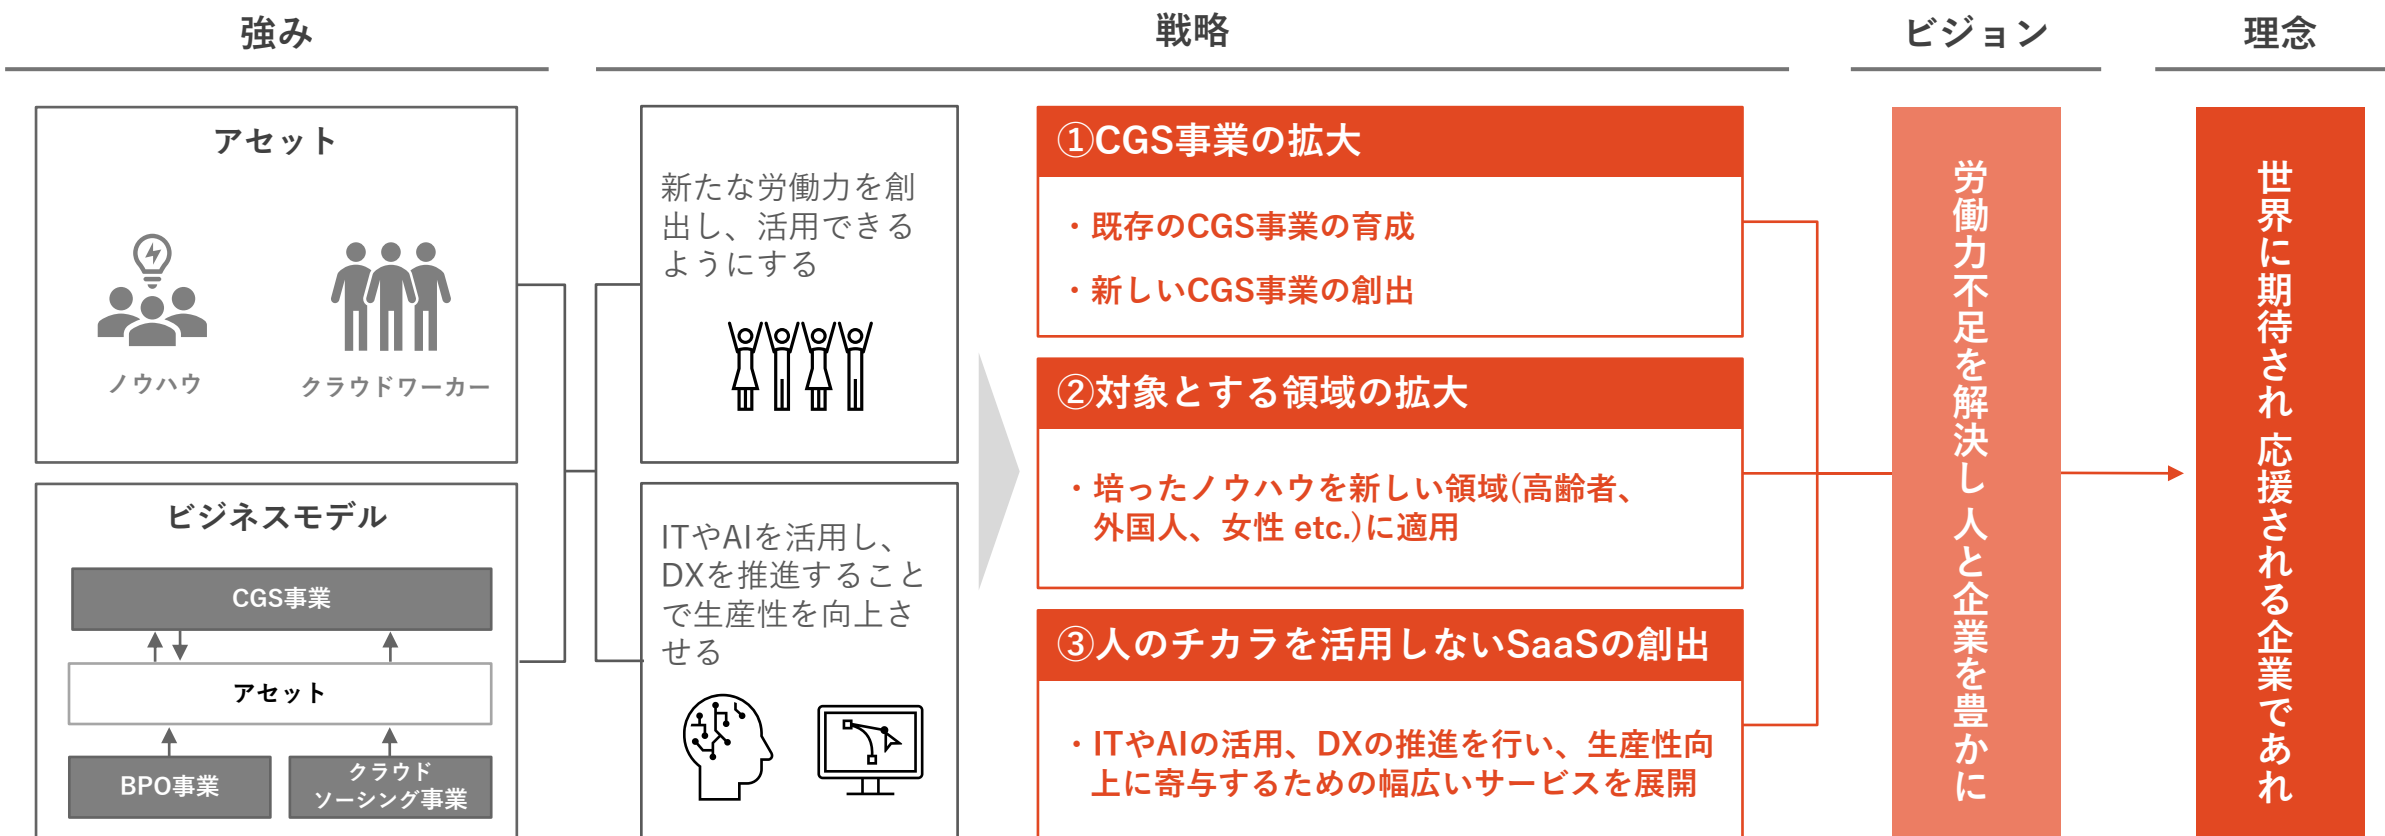 強み
戦略
ビジョン
理念
アセット
ノウハウ
クラウドワーカー
ビジネスモデル
CGS事業
アセット
BPO事業
クラウド
ソーシング事業
新たな労働力を創
出し、活用できる
ようにする
ITやAIを活用し、
DXを推進すること
で生産性を向上さ
せる
①CGS事業の拡大
・既存のCGS事業の育成
・新しいCGS事業の創出
②対象とする領域の拡大
・培ったノウハウを新しい領域(高齢者、
外国人、女性 etc.)に適用
③人のチカラを活用しないSaaSの創出
・ITやAIの活用、DXの推進を行い、生産性向
上に寄与するための幅広いサービスを展開
労働力不足を解決し 人と企業を豊かに
世界に期待され 応援される企業であれ